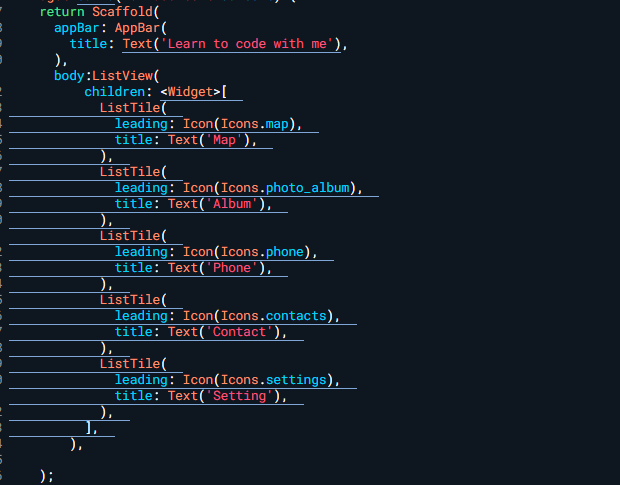 return Scaffold(
appBar: AppBar(
title: Text('Learn to code with me'),
),
body:ListView(
children: <Widget>[
ListTile(
leading: Icon(Icons.map),
title: Text('Map'),
),
ListTile(
leading: Icon(Icons.photo_album),
title: Text('Album'),
),
ListTile(
leading: Icon(Icons.phone),
title: Text('Phone'),
),
ListTile(
leading: Icon(Icons.contacts),
title: Text('Contact'),
),
ListTile(
leading: Icon(Icons.settings),
title: Text('Setting'),
),
],
),
);